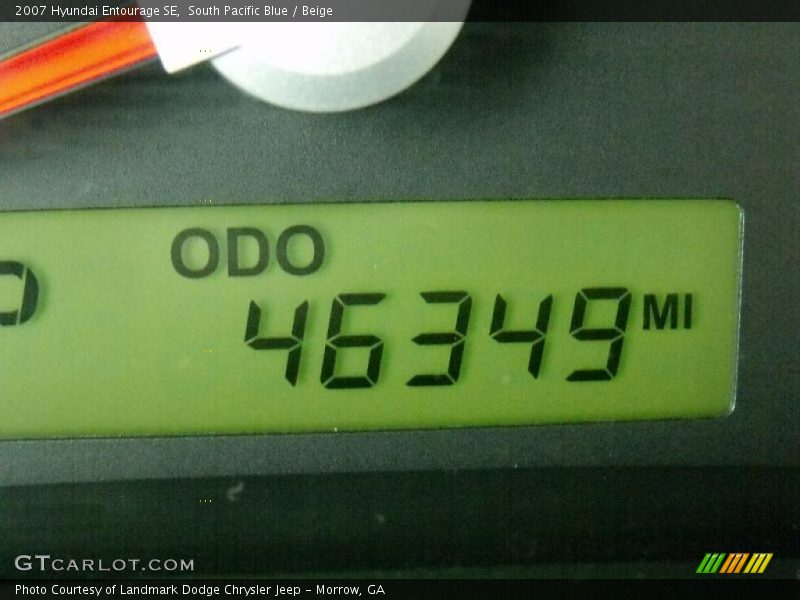 2007 Hyundai Entourage SE, South Pacific Blue / Beige
ODO
46349 MI
GTCARLOT.COM
Photo Courtesy of Landmark Dodge Chrysler Jeep - Morrow, GA